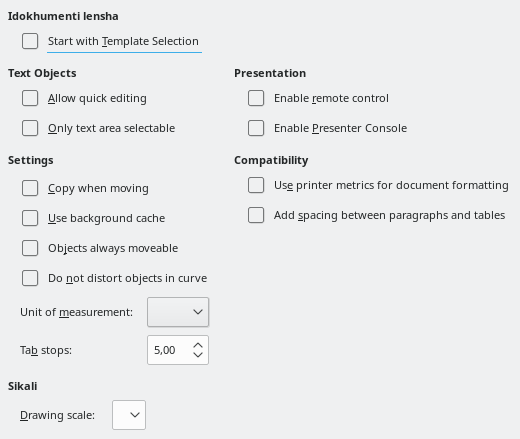 Idokhumenti lensha
Start with Template Selection
Text Objects
Allow quick editing
Only text area selectable
Presentation
Enable remote control
Enable Presenter Console
Settings
Copy when moving
Use background cache
Objects always moveable
Do not distort objects in curve
Unit of measurement:
Tab stops: 5,00
Compatibility
Use printer metrics for document formatting
Add spacing between paragraphs and tables
Sikali
Drawing scale: